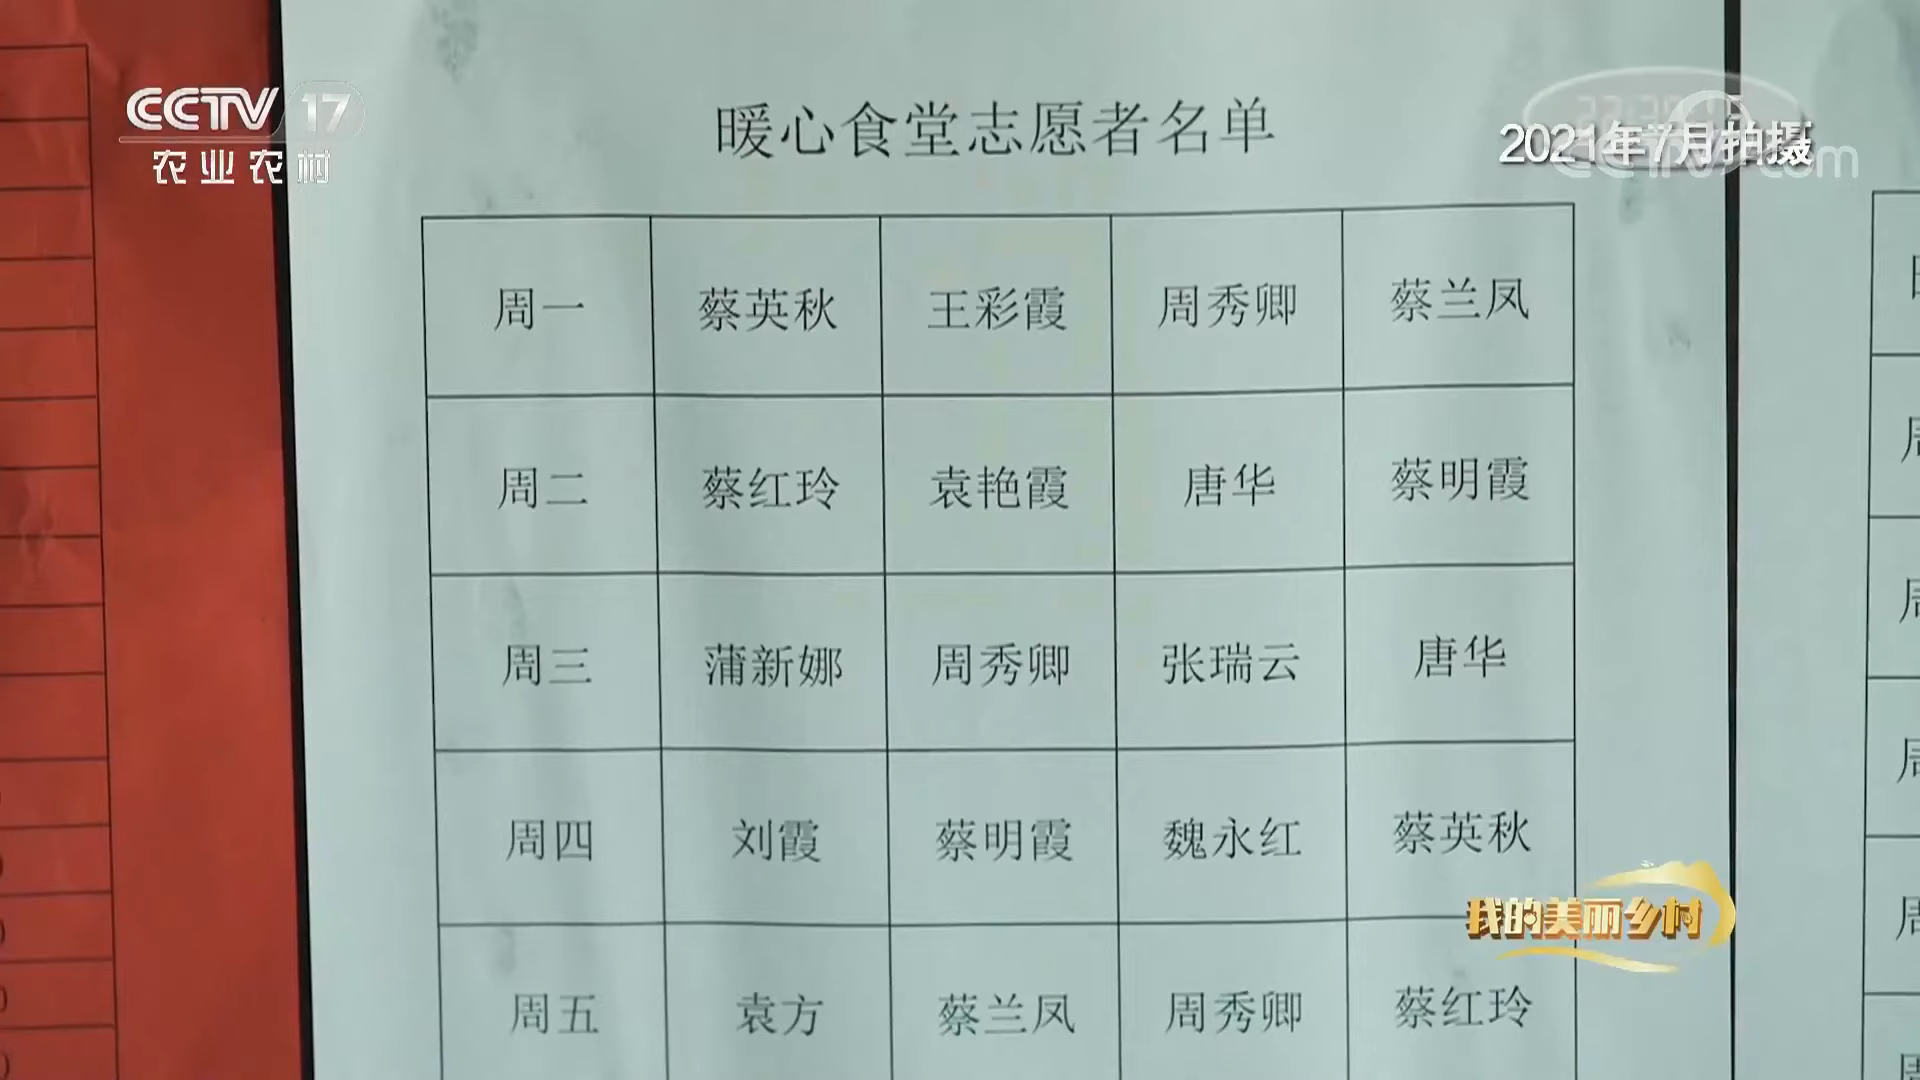 CCTV 17
农业农村
2021年7月拍摄
暖心食堂志愿者名单
周一 蔡英秋 王彩霞 周秀卿 蔡兰凤
周二 蔡红玲 袁艳霞 唐华 蔡明霞
周三 蒲新娜 周秀卿 张瑞云 唐华
周四 刘霞 蔡明霞 魏永红 蔡英秋
周五 袁方 蔡兰凤 周秀卿 蔡红玲
我的美丽乡村